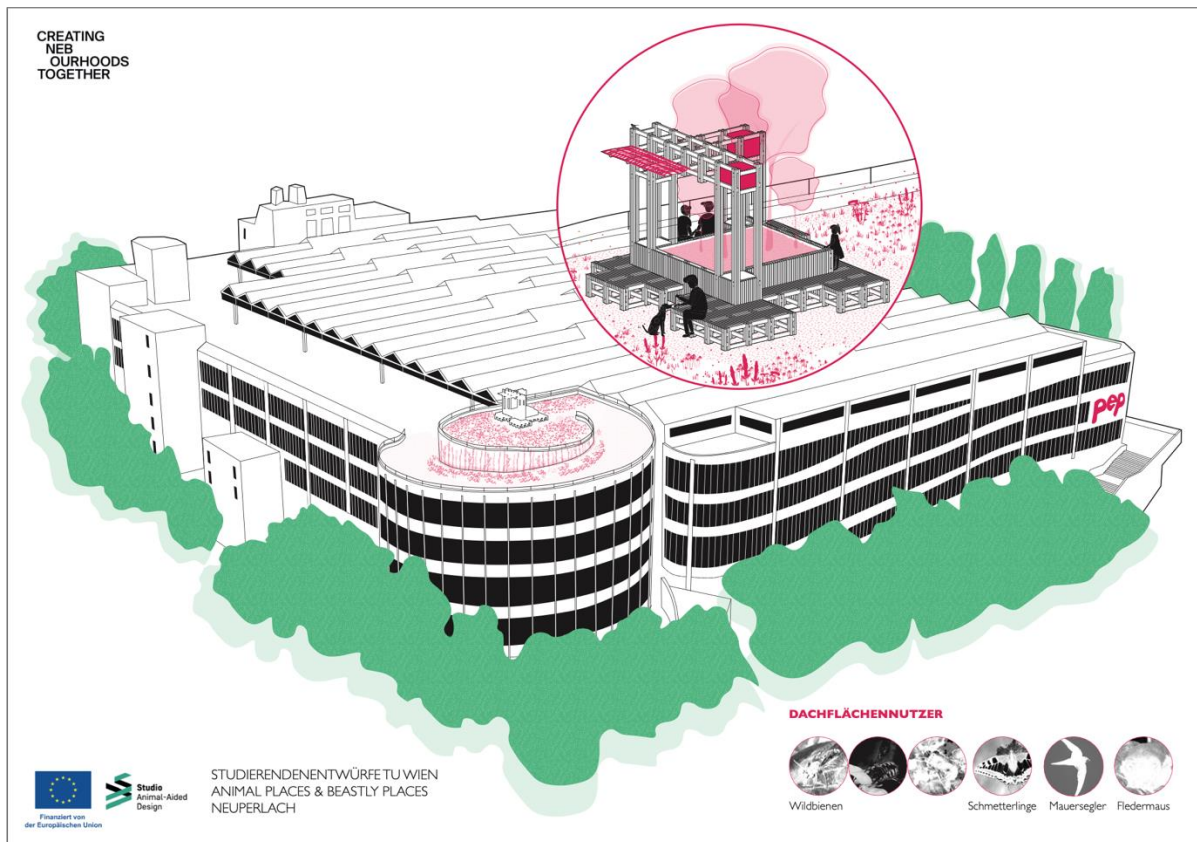 CREATING
NEB
OURHOODS
TOGETHER
pep
DACHFLÄCHENNUTZER
Wildbienen
Schmetterlinge
Mauersegler
Fledermaus
Finanziert von
der Europäischen Union
Studio
Animal-Aided
Design
STUDIERENDENENTWÜRFE TU WIEN
ANIMAL PLACES & BEASTLY PLACES
NEUPERLACH